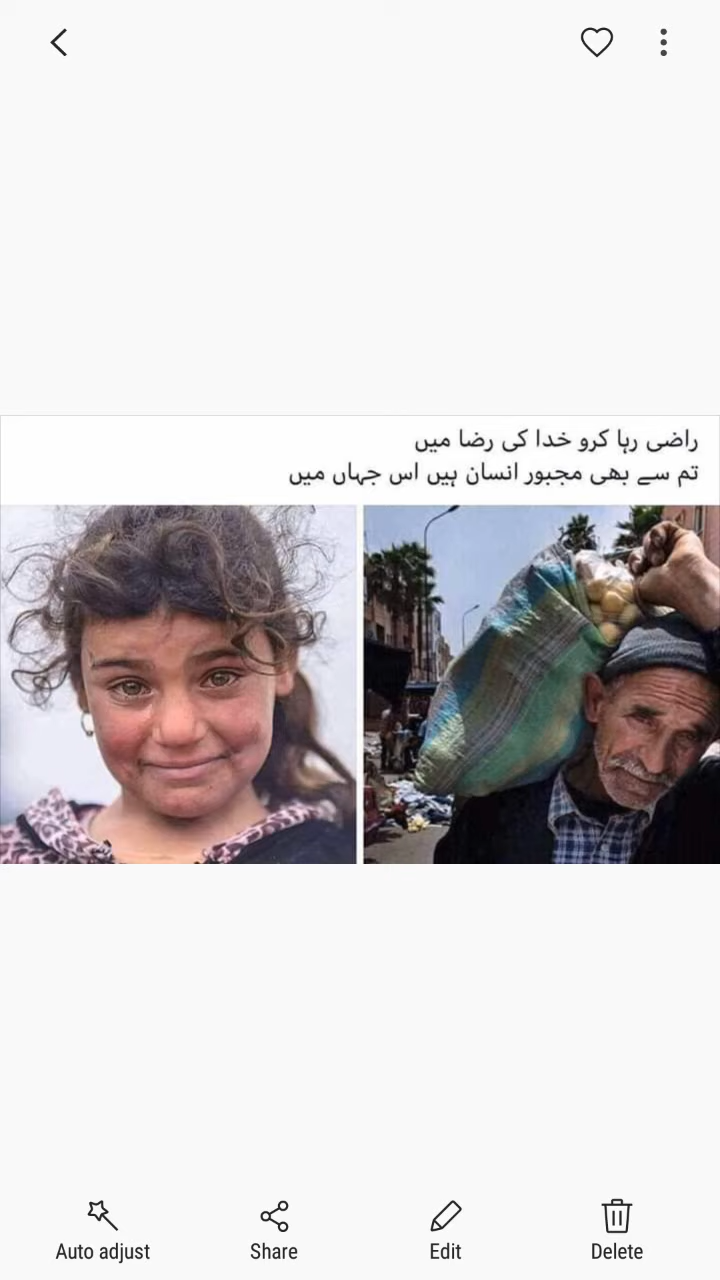 راضی رہا کرو خدا کی رضا میں
تم سے بھی مجبور انسان ہیں اس جہاں میں
Auto adjust
Share
Edit
Delete